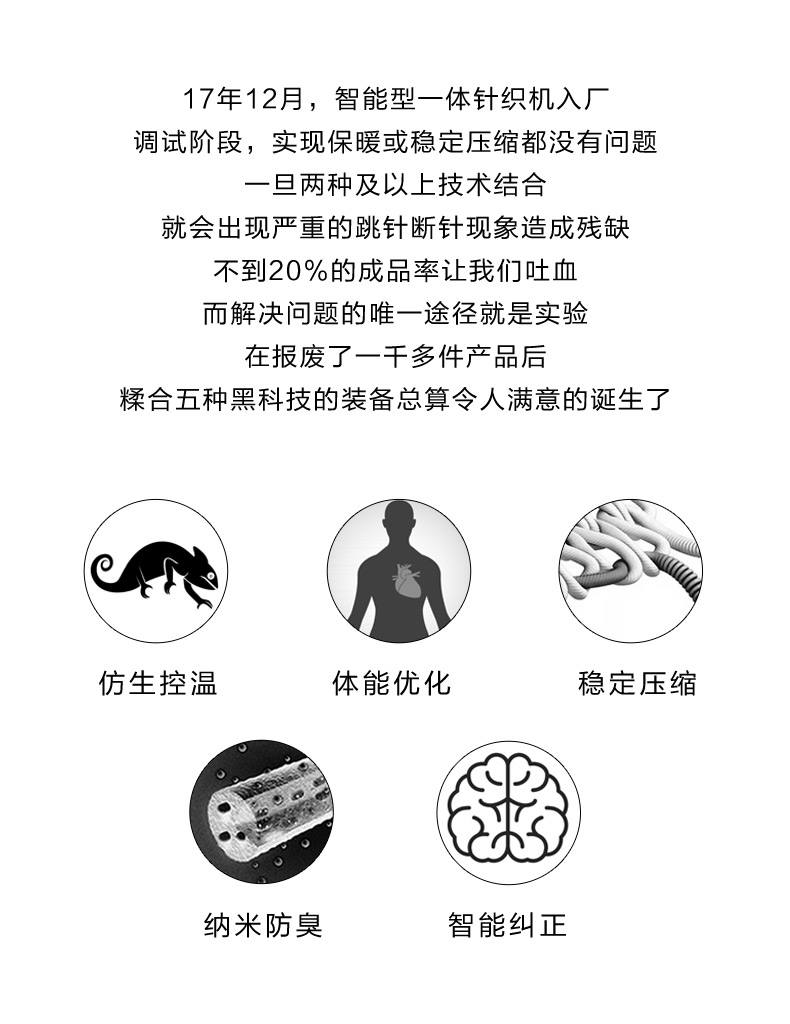 17年12月，智能型一体针织机入厂
调试阶段，实现保暖或稳定压缩都没有问题
一旦两种及以上技术结合
就会出现严重的跳针断针现象造成残缺
不到20%的成品率让我们吐血
而解决问题的唯一途径就是实验
在报废了一千多件产品后
糅合五种黑科技的装备总算令人满意的诞生了
仿生控温
体能优化
稳定压缩
纳米防臭
智能纠正